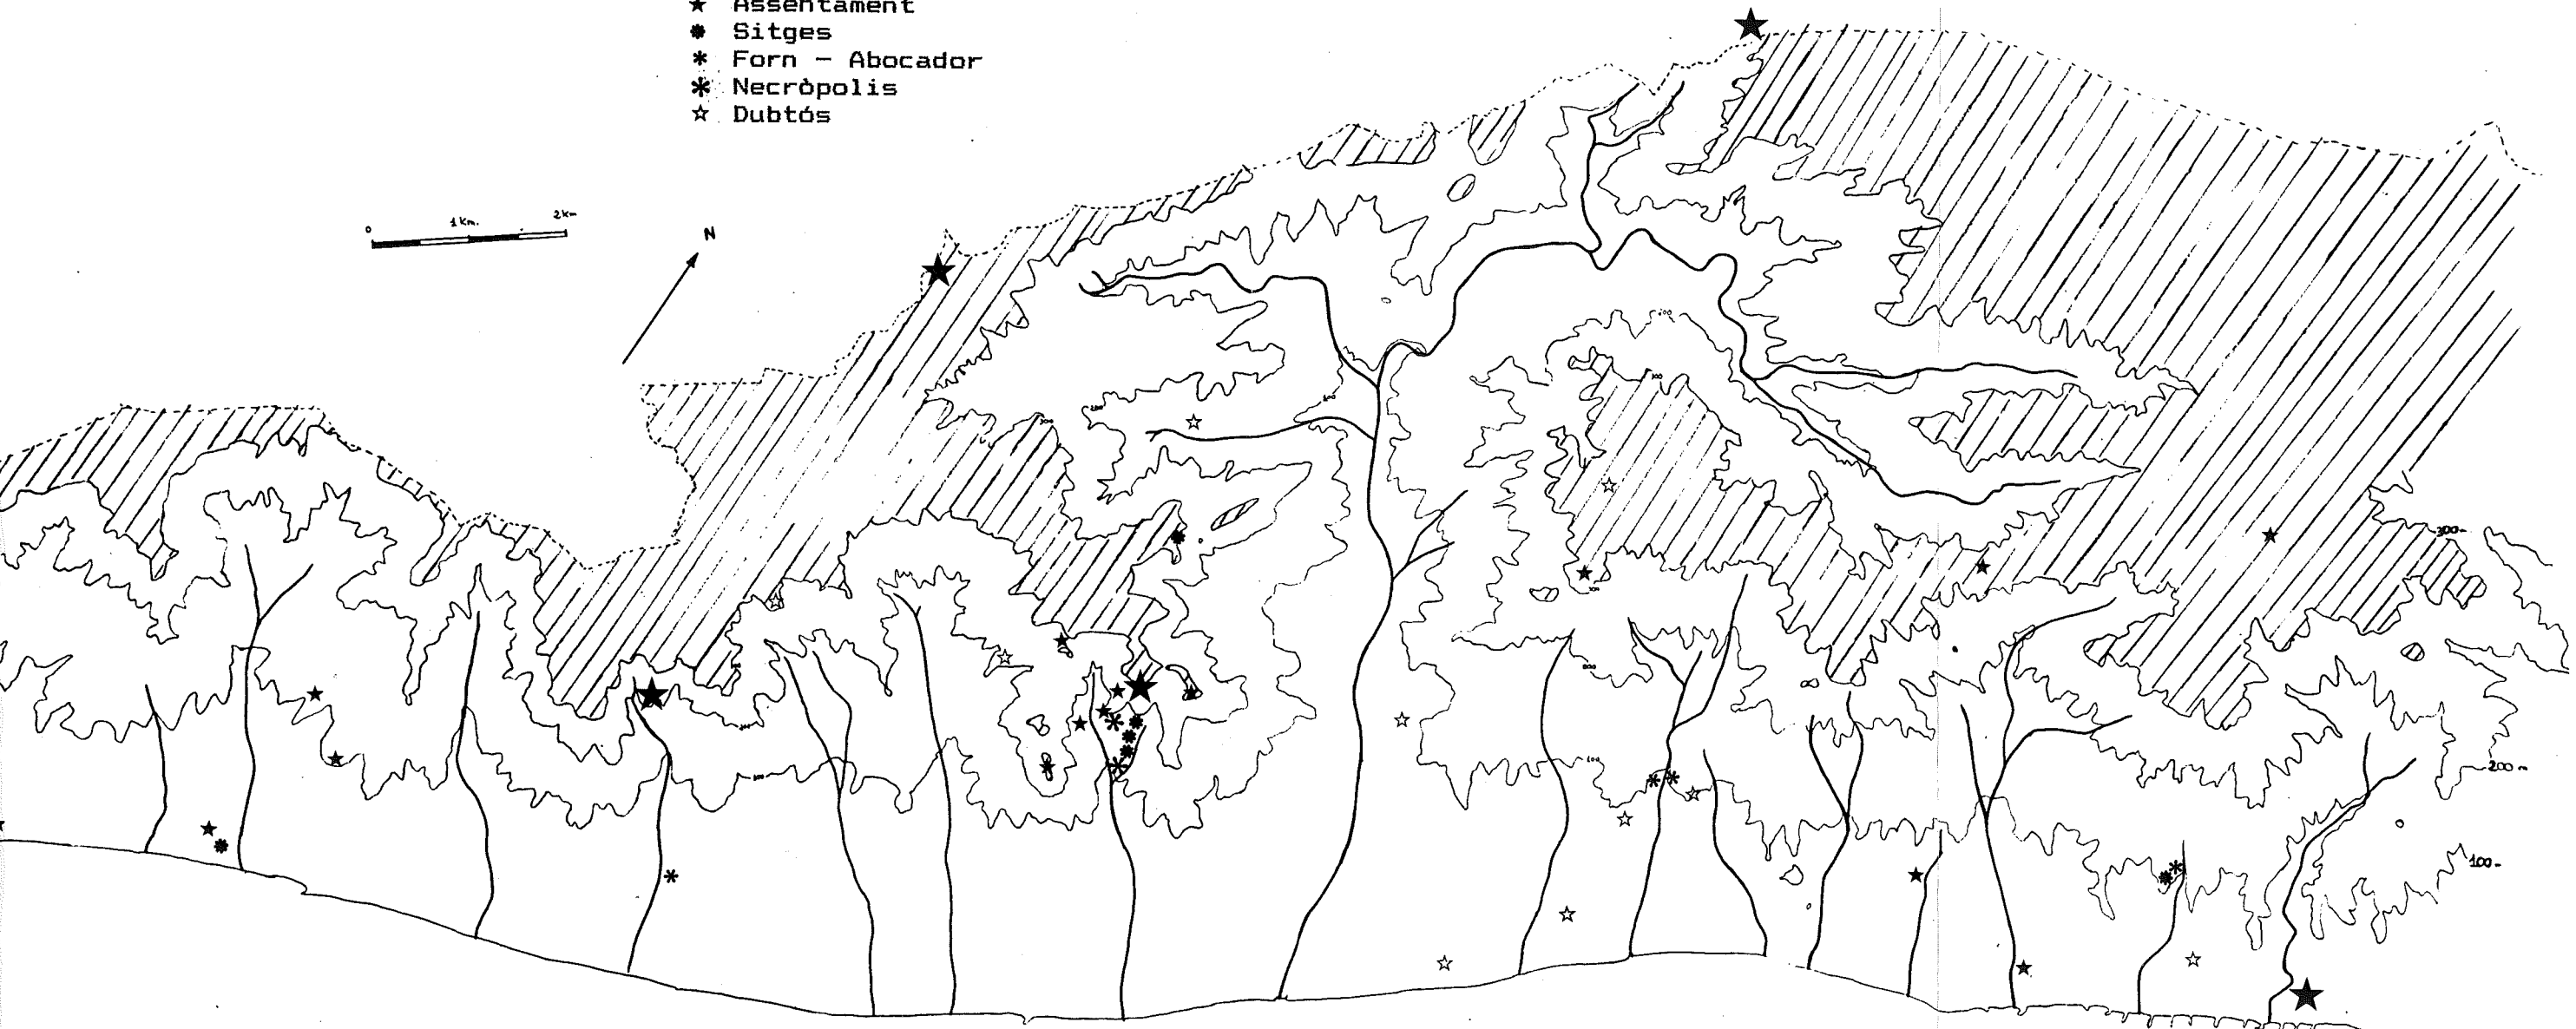 ★ Assentament
Sitges
* Forn - Abocador
Necròpolis
☆ Dubtós
0 1 Km. 2 Km
N
300
200 m
100